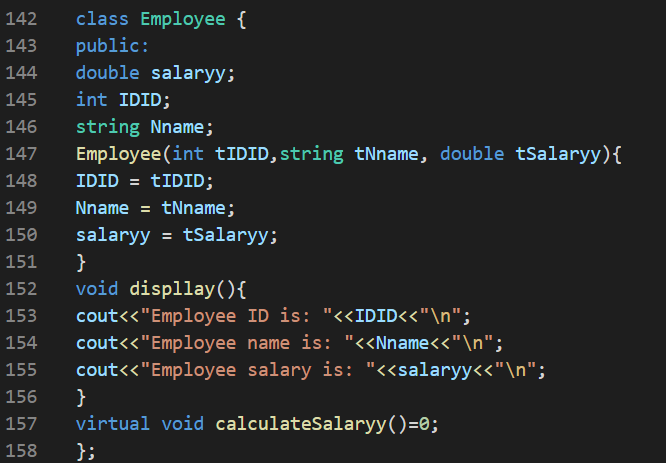 142 class Employee {
143 public:
144 double salaryy;
145 int IDID;
146 string Nname;
147 Employee(int tIDID,string tNname, double tSalaryy){
148 IDID = tIDID;
149 Nname = tNname;
150 salaryy = tSalaryy;
151 }
152 void displlay(){
153 cout<<"Employee ID is: "<<IDID<<"\n";
154 cout<<"Employee name is: "<<Nname<<"\n";
155 cout<<"Employee salary is: "<<salaryy<<"\n";
156 }
157 virtual void calculateSalaryy()=0;
158 };